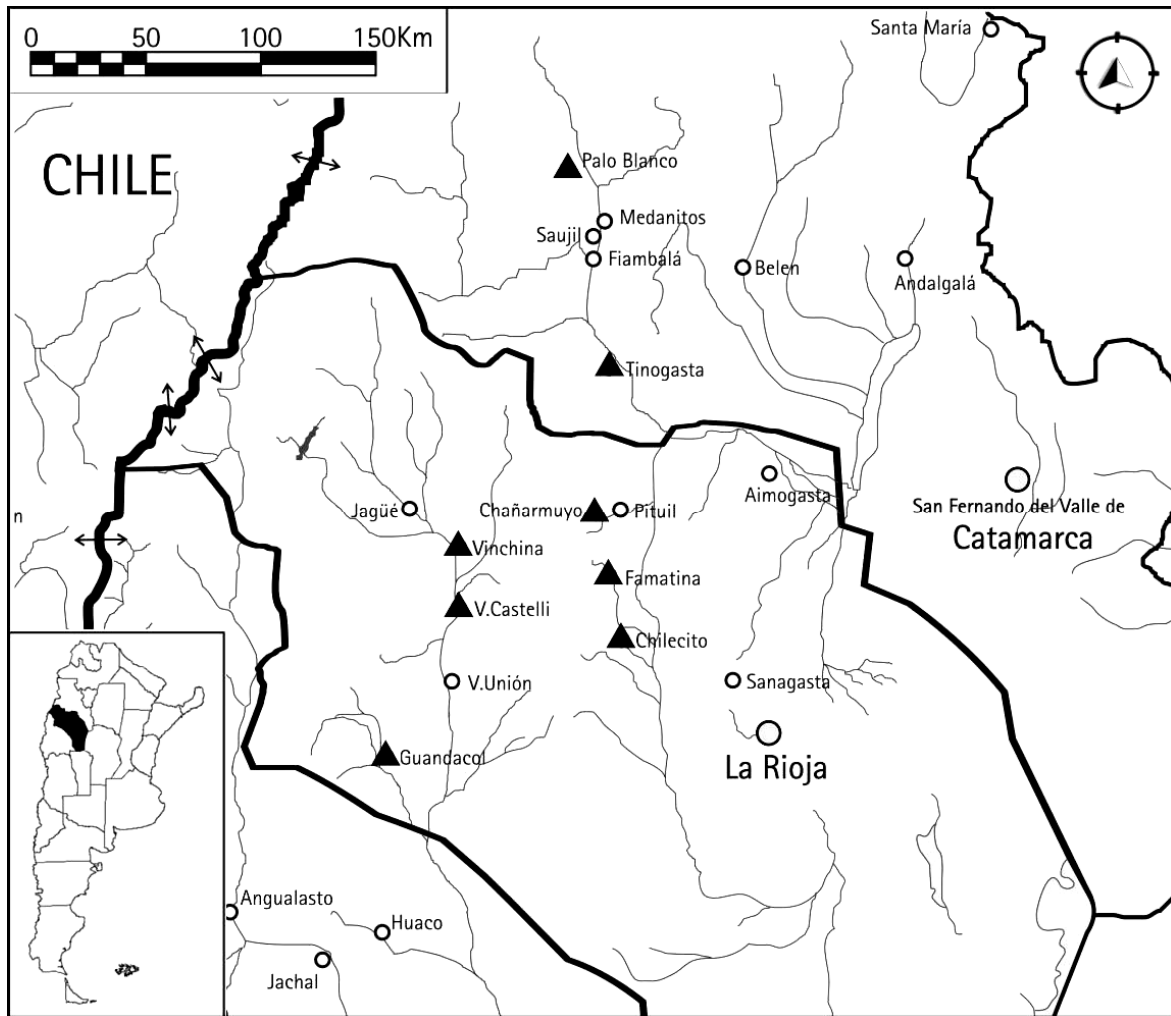 0 50 100 150Km
Santa María
CHILE
Palo Blanco
Medanitos
Saujil
Fiambalá
Belen
Andalgalá
Tinogasta
Aimogasta
San Fernando del Valle de
Catamarca
Jagüé
Chañarmuyo
Pituil
n
Vinchina
Famatina
V.Castelli
Chilecito
V.Unión
Sanagasta
Guandacol
La Rioja
Angualasto
Huaco
Jachal